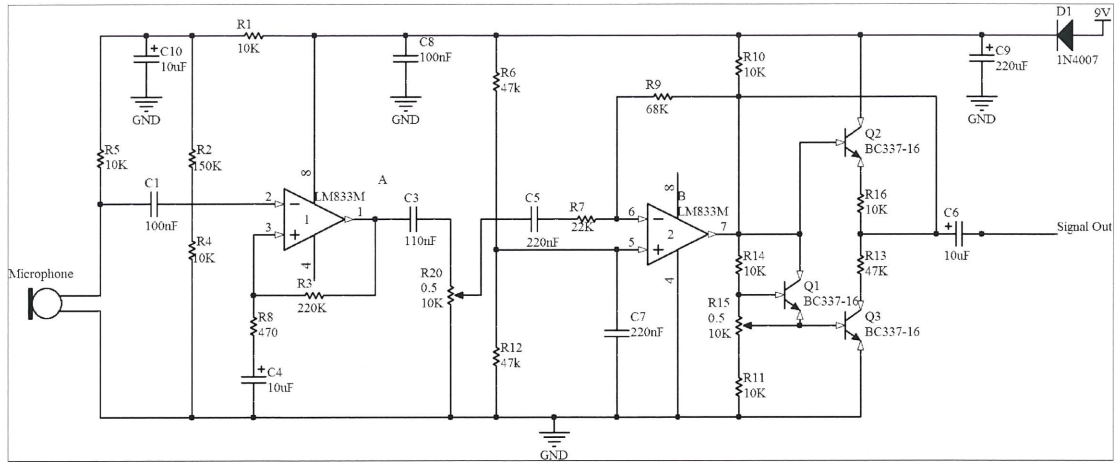 R1
10K
C10
10uF
+
GND
C8
100nF
GND
R6
47k
R10
10K
R9
68K
C9
220uF
+
GND
D1
1N4007
9V
R5
10K
R2
150K
C1
100nF
R4
10K
8
A
LM833M
2
3
1
1
4
C3
110nF
R3
220K
R8
470
C4
10uF
+
Microphone
R20
0.5
10K
C5
220nF
R7
22K
8
B
LM833M
6
5
2
7
4
R12
47k
C7
220nF
R14
10K
R15
0.5
10K
R11
10K
Q1
BC337-16
Q2
BC337-16
R16
10K
R13
47K
Q3
BC337-16
C6
10uF
+
Signal Out
GND